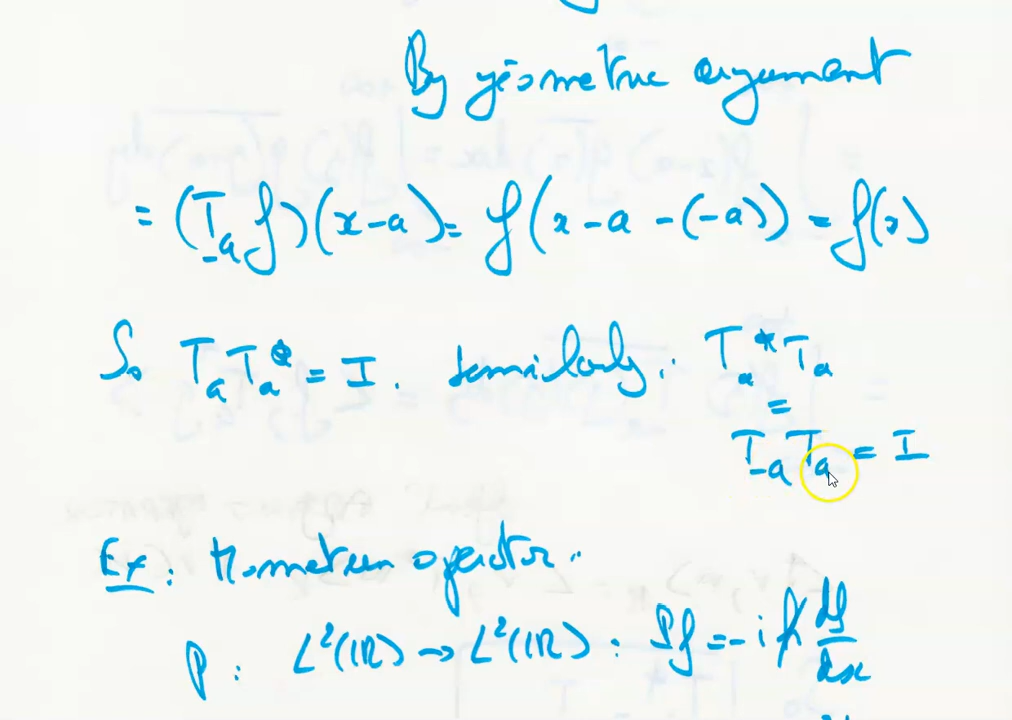 By geometric argument
= (T_{-a} f)(x-a) = f(x-a-(-a)) = f(x)
So T_a T_a^* = I. similarly: T_a^* T_a
=
T_{-a} T_a = I
Ex: Momentum operator.
P: L²(ℝ) → L²(ℝ) : Pf = -iℏ df/dx